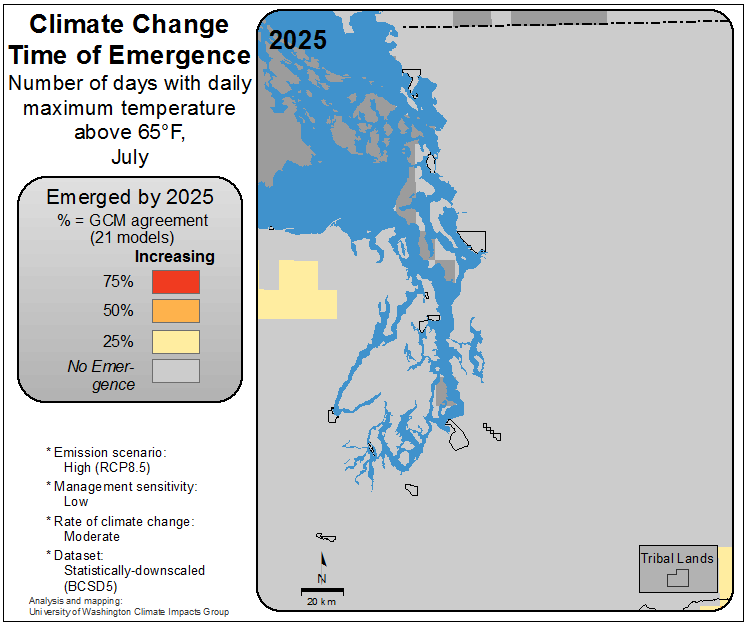 Climate Change
Time of Emergence
Number of days with daily
maximum temperature
above 65°F,
July
2025
Emerged by 2025
% = GCM agreement
(21 models)
Increasing
75%
50%
25%
No Emer-
gence
* Emission scenario:
High (RCP8.5)
* Management sensitivity:
Low
* Rate of climate change:
Moderate
* Dataset:
Statistically-downscaled
(BCSD5)
Analysis and mapping:
University of Washington Climate Impacts Group
N
20 km
Tribal Lands